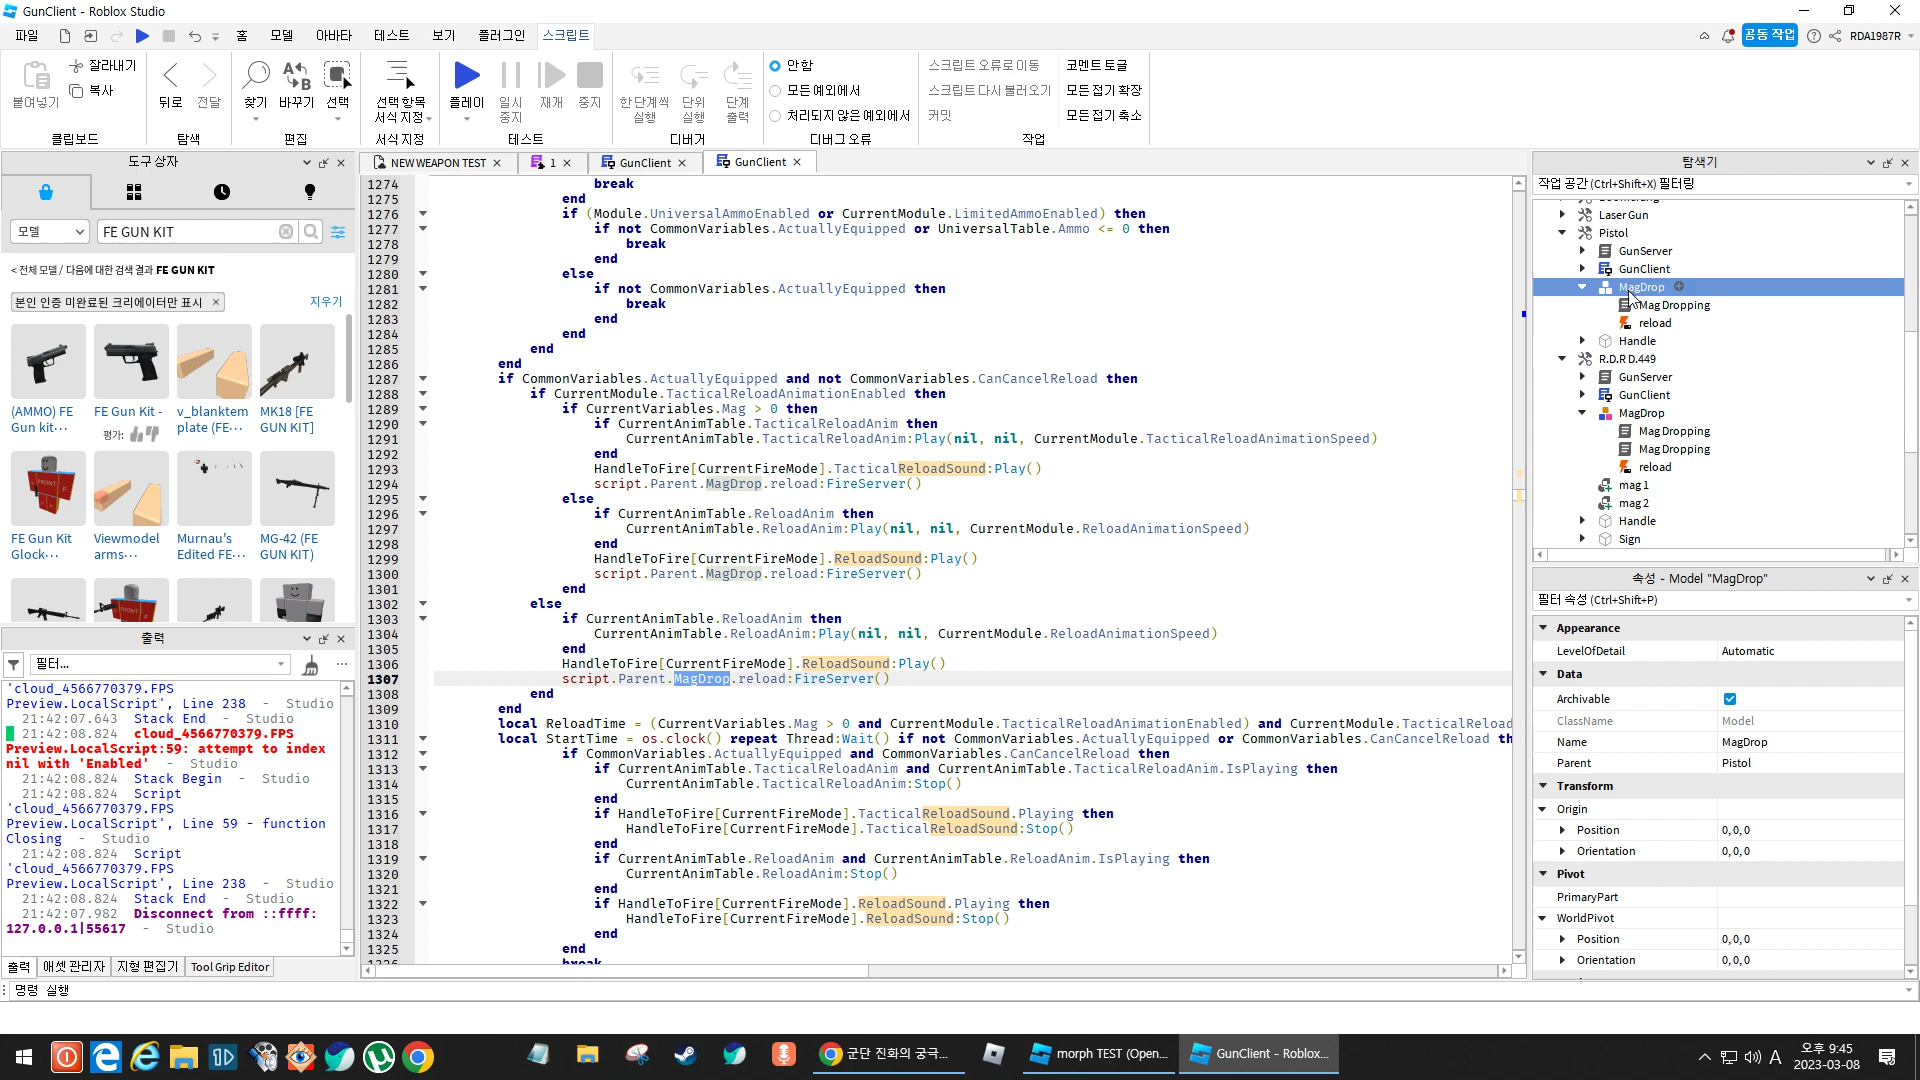 GunClient - Roblox Studio
파일 홈 모델 아바타 테스트 보기 플러그인 스크립트 공동 작업 RDA1987R
붙여넣기 잘라내기 복사 뒤로 전달 찾기 바꾸기 선택 선택 항목 서식 지정 플레이 일시 중지 재개 중지 한 단계씩 실행 단위 실행 단계 출력
안함
모든 예외에서
처리되지 않은 예외에서
스크립트 오류로 이동 코멘트 토글
스크립트 다시 불러오기 모든 접기 확장
커밋 모든 접기 축소
클립보드 탐색 편집 서식 지정 테스트 디버거 디버그 오류 작업
도구 상자
모델 FE GUN KIT
< 전체 모델 / 다음에 대한 검색 결과 FE GUN KIT
본인 인증 미완료된 크리에이터만 표시 × 지우기
(AMMO) FE Gun kit…
FE Gun Kit -
평가:
v_blanktem plate (FE…
MK18 [FE GUN KIT]
FE Gun Kit Glock…
Viewmodel arms…
Murnau's Edited FE…
MG-42 (FE GUN KIT)
FRONT
FRONT
출력
필터...
'cloud_4566770379.FPS
Preview.LocalScript', Line 238 - Studio
21:42:07.643 Stack End - Studio
21:42:08.824 cloud_4566770379.FPS
Preview.LocalScript:59: attempt to index
nil with 'Enabled' - Studio
21:42:08.824 Stack Begin - Studio
21:42:08.824 Script
'cloud_4566770379.FPS
Preview.LocalScript', Line 59 - function
Closing - Studio
21:42:08.824 Script
'cloud_4566770379.FPS
Preview.LocalScript', Line 238 - Studio
21:42:08.824 Stack End - Studio
21:42:07.982 Disconnect from ::ffff:
127.0.0.1|55617 - Studio
출력 애셋 관리자 지형 편집기 Tool Grip Editor
명령 실행
NEW WEAPON TEST × 1 × GunClient × GunClient ×
1274 break
1275 end
1276 if (Module.UniversalAmmoEnabled or CurrentModule.LimitedAmmoEnabled) then
1277 if not CommonVariables.ActuallyEquipped or UniversalTable.Ammo <= 0 then
1278 break
1279 end
1280 else
1281 if not CommonVariables.ActuallyEquipped then
1282 break
1283 end
1284 end
1285 end
1286 end
1287 if CommonVariables.ActuallyEquipped and not CommonVariables.CanCancelReload then
1288 if CurrentModule.TacticalReloadAnimationEnabled then
1289 if CurrentVariables.Mag > 0 then
1290 if CurrentAnimTable.TacticalReloadAnim then
1291 CurrentAnimTable.TacticalReloadAnim:Play(nil, nil, CurrentModule.TacticalReloadAnimationSpeed)
1292 end
1293 HandleToFire[CurrentFireMode].TacticalReloadSound:Play()
1294 script.Parent.MagDrop.reload:FireServer()
1295 else
1296 if CurrentAnimTable.ReloadAnim then
1297 CurrentAnimTable.ReloadAnim:Play(nil, nil, CurrentModule.ReloadAnimationSpeed)
1298 end
1299 HandleToFire[CurrentFireMode].ReloadSound:Play()
1300 script.Parent.MagDrop.reload:FireServer()
1301 end
1302 else
1303 if CurrentAnimTable.ReloadAnim then
1304 CurrentAnimTable.ReloadAnim:Play(nil, nil, CurrentModule.ReloadAnimationSpeed)
1305 end
1306 HandleToFire[CurrentFireMode].ReloadSound:Play()
1307 script.Parent.MagDrop.reload:FireServer()
1308 end
1309 end
1310 local ReloadTime = (CurrentVariables.Mag > 0 and CurrentModule.TacticalReloadAnimationEnabled) and CurrentModule.TacticalReload
1311 local StartTime = os.clock() repeat Thread:Wait() if not CommonVariables.ActuallyEquipped or CommonVariables.CanCancelReload th
1312 if CommonVariables.ActuallyEquipped and CommonVariables.CanCancelReload then
1313 if CurrentAnimTable.TacticalReloadAnim and CurrentAnimTable.TacticalReloadAnim.IsPlaying then
1314 CurrentAnimTable.TacticalReloadAnim:Stop()
1315 end
1316 if HandleToFire[CurrentFireMode].TacticalReloadSound.Playing then
1317 HandleToFire[CurrentFireMode].TacticalReloadSound:Stop()
1318 end
1319 if CurrentAnimTable.ReloadAnim and CurrentAnimTable.ReloadAnim.IsPlaying then
1320 CurrentAnimTable.ReloadAnim:Stop()
1321 end
1322 if HandleToFire[CurrentFireMode].ReloadSound.Playing then
1323 HandleToFire[CurrentFireMode].ReloadSound:Stop()
1324 end
1325 end
1326 break
탐색기
작업 공간 (Ctrl+Shift+X) 필터링
Boomerang
Laser Gun
Pistol
GunServer
GunClient
MagDrop
Mag Dropping
reload
Handle
R.D.R D.449
GunServer
GunClient
MagDrop
Mag Dropping
Mag Dropping
reload
mag 1
mag 2
Handle
Sign
속성 - Model "MagDrop"
필터 속성 (Ctrl+Shift+P)
Appearance
LevelOfDetail Automatic
Data
Archivable
ClassName Model
Name MagDrop
Parent Pistol
Transform
Origin
Position 0,0,0
Orientation 0,0,0
Pivot
PrimaryPart
WorldPivot
Position 0,0,0
Orientation 0,0,0
군단 진화의 궁극... morph TEST (Open... GunClient - Roblox... A 오후 9:45
2023-03-08